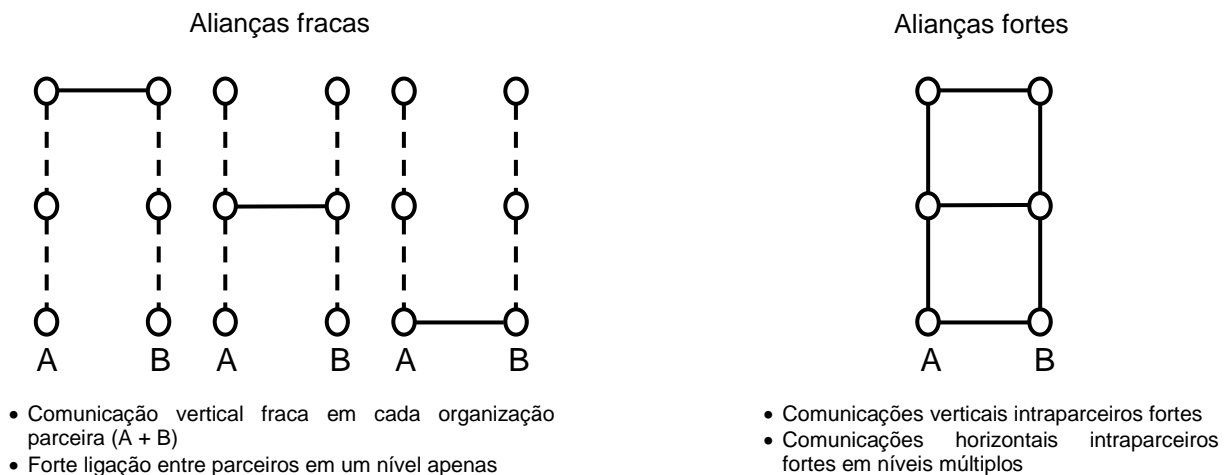 Alianças fracas
Alianças fortes
A B A B A B
A B
• Comunicação vertical fraca em cada organização
parceira (A + B)
• Forte ligação entre parceiros em um nível apenas
• Comunicações verticais intraparceiros fortes
• Comunicações horizontais intraparceiros
fortes em níveis múltiplos